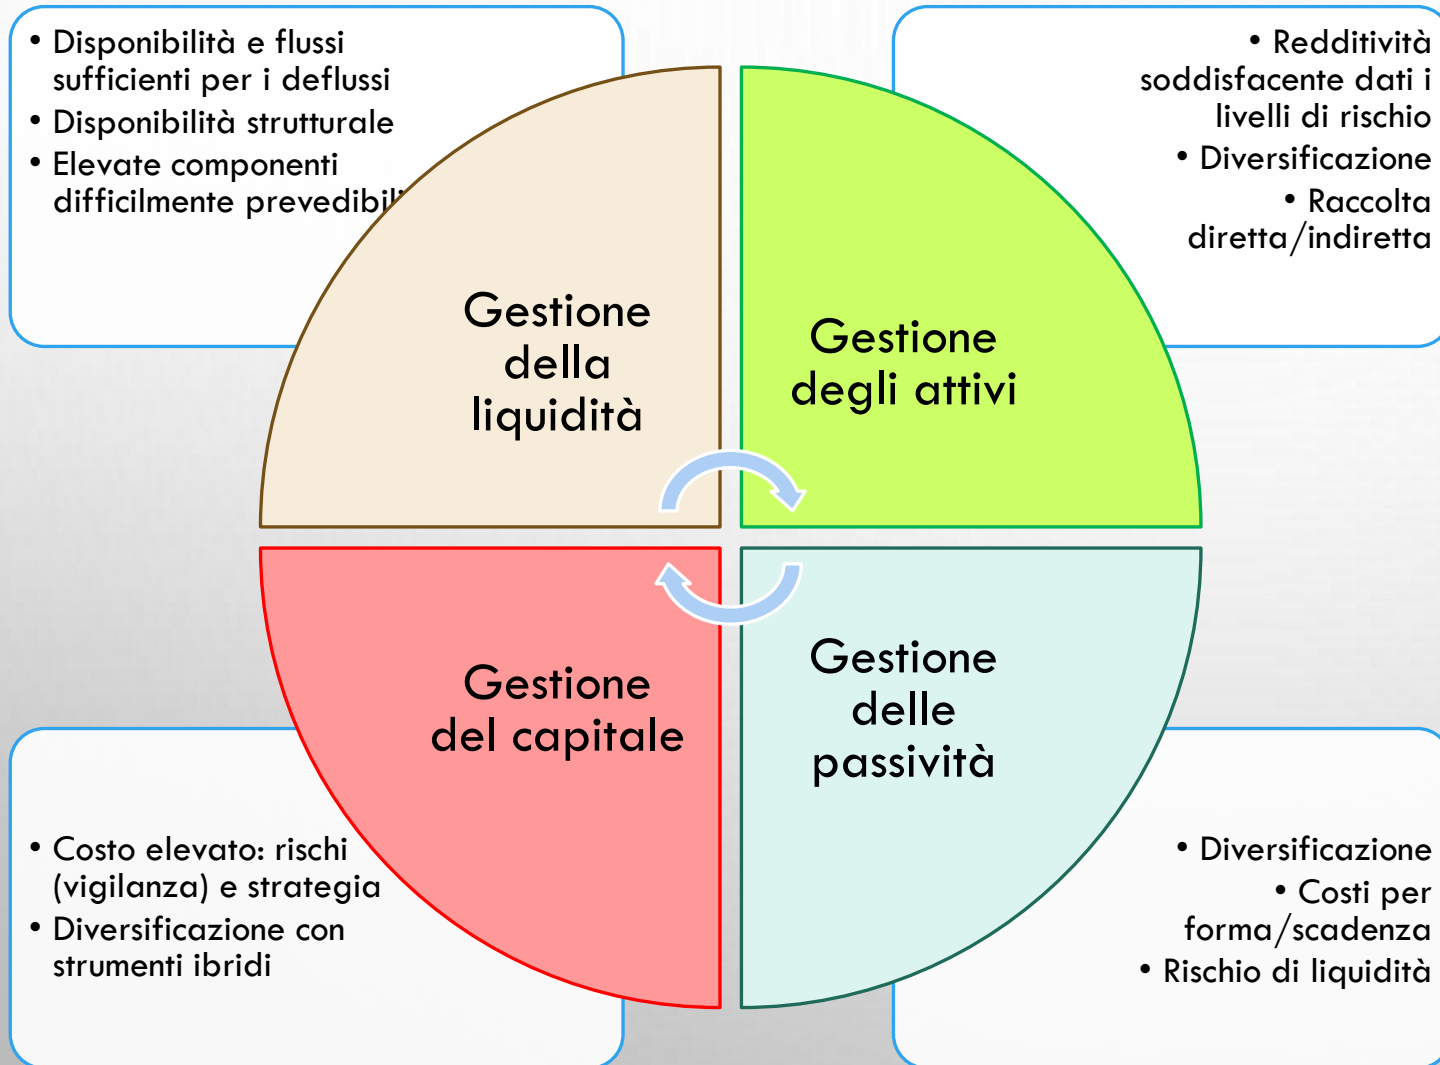 • Disponibilità e flussi
sufficienti per i deflussi
• Disponibilità strutturale
• Elevate componenti
difficilmente prevedibili
• Redditività
soddisfacente dati i
livelli di rischio
• Diversificazione
• Raccolta
diretta/indiretta
Gestione
della
liquidità
Gestione
degli attivi
Gestione
del capitale
Gestione
delle
passività
• Costo elevato: rischi
(vigilanza) e strategia
• Diversificazione con
strumenti ibridi
• Diversificazione
• Costi per
forma/scadenza
• Rischio di liquidità